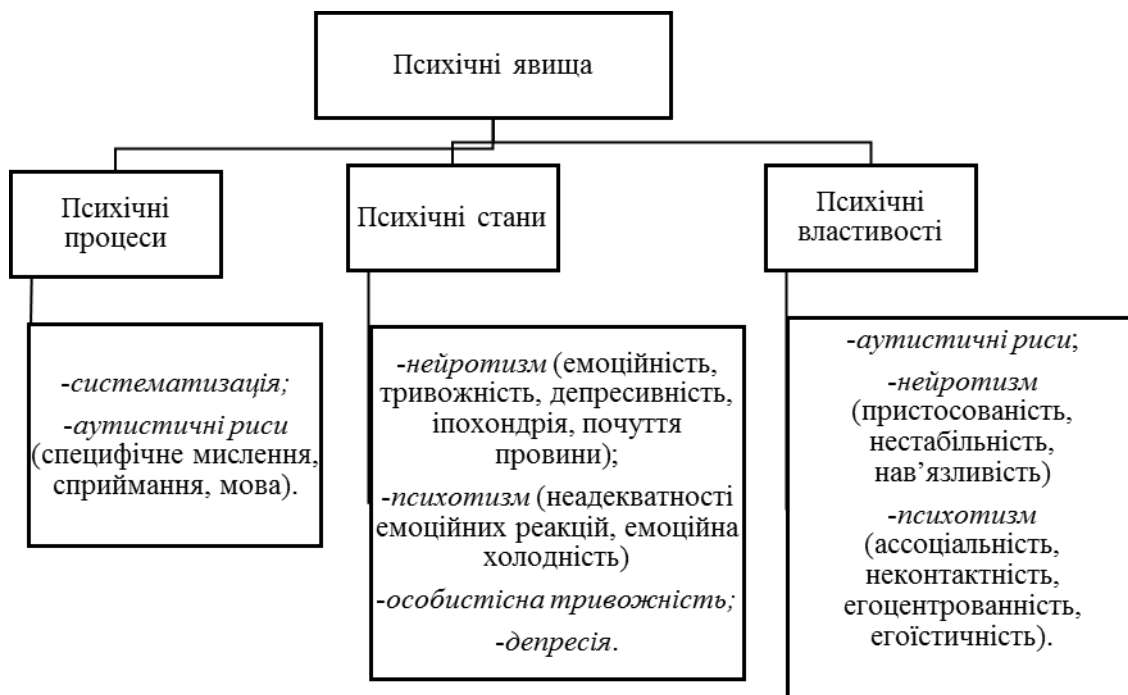 Психічні явища
Психічні
процеси
Психічні стани
Психічні
властивості
-систематизація;
-аутистичні риси
(специфічне мислення,
сприймання, мова).
-нейротизм (емоційність,
тривожність, депресивність,
іпохондрія, почуття
провини);
-психотизм (неадекватності
емоційних реакцій, емоційна
холодність)
-особистісна тривожність;
-депресія.
-аутистичні риси;
-нейротизм
(пристосованість,
нестабільність,
нав’язливість)
-психотизм
(ассоціальність,
неконтактність,
егоцентрованність,
егоїстичність).